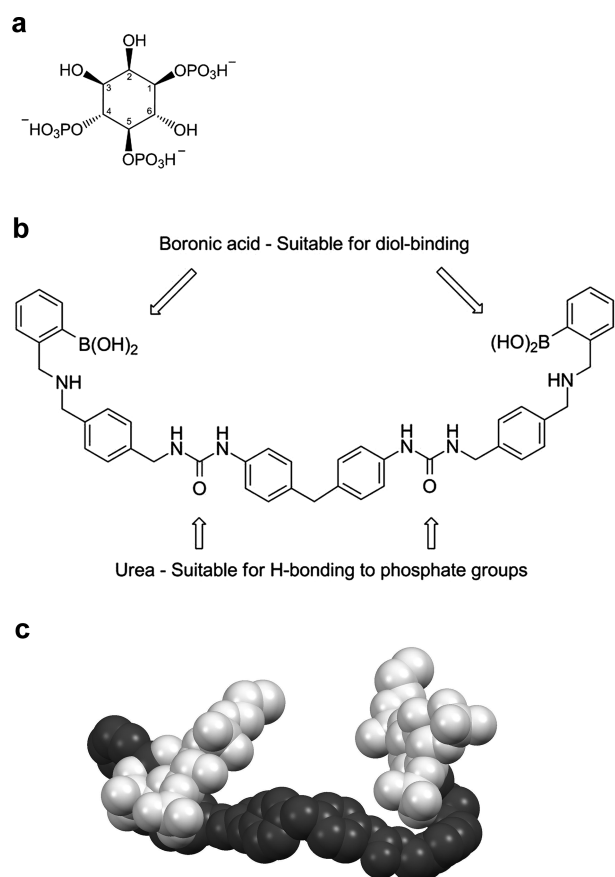 a
OH
HO
OPO₃H⁻
3
2
1
4
5
6
⁻HO₃PO
OH
OPO₃H⁻
b
Boronic acid - Suitable for diol-binding
B(OH)₂
(HO)₂B
NH
HN
H
N
H
N
H
N
H
N
O
O
Urea - Suitable for H-bonding to phosphate groups
c